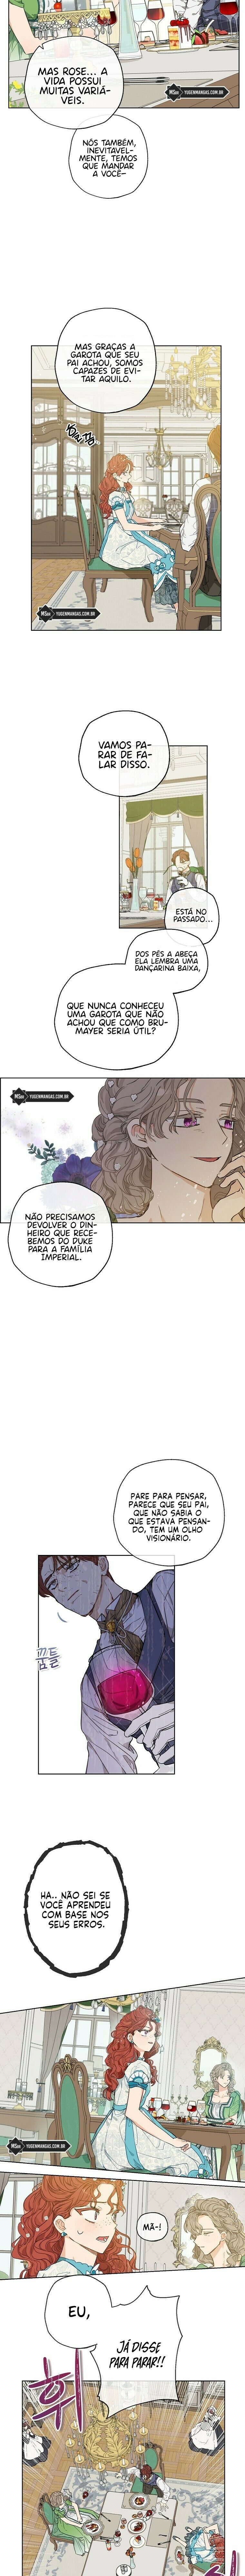 MAS ROSE... A
VIDA POSSUI
MUITAS VARIÁ-
VEIS.
MSan YUGENMANGAS.COM.BR
NÓS TAMBÉM,
INEVITAVEL-
MENTE, TEMOS
QUE MANDAR
A VOCÊ—
MAS GRAÇAS A
GAROTA QUE SEU
PAI ACHOU, SOMOS
CAPAZES DE EVI-
TAR AQUILO.
MSan YUGENMANGAS.COM.BR
VAMOS PA-
RAR DE FA-
LAR DISSO.
ESTÁ NO
PASSADO...
DOS PÉS A ABEÇA
ELA LEMBRA UMA
DANÇARINA BAIXA,
QUE NUNCA CONHECEU
UMA GAROTA QUE NÃO
ACHOU QUE COMO BRU-
MAYER SERIA ÚTIL?
MSan YUGENMANGAS.COM.BR
NÃO PRECISAMOS
DEVOLVER O DIN-
HEIRO QUE RECE-
BEMOS DO DUKE
PARA A FAMÍLIA
IMPERIAL.
PARE PARA PENSAR,
PARECE QUE SEU PAI,
QUE NÃO SABIA O
QUE ESTAVA PENSAN-
DO, TEM UM OLHO
VISIONÁRIO.
HA.. NÃO SEI SE
VOCÊ APRENDEU
COM BASE NOS
SEUS ERROS.
MSan YUGENMANGAS.COM.BR
MÃ-!
EU,
JÁ DISSE
PARA PARAR!!
휘